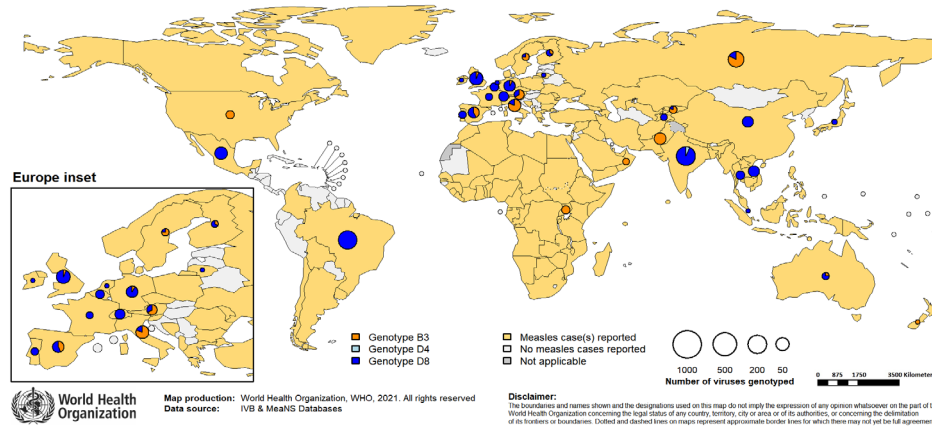 Europe inset
Genotype B3
Genotype D4
Genotype D8
Measles case(s) reported
No measles cases reported
Not applicable
1000 500 200 50
Number of viruses genotyped
0 875 1750 3500 Kilometer
World Health
Organization
Map production: World Health Organization, WHO, 2021. All rights reserved
Data source: IVB & MeaNS Databases
Disclaimer:
The boundaries and names shown and the designations used on this map do not imply the expression of any opinion whatsoever on the part of t
World Health Organization concerning the legal status of any country, territory, city or area or of its authorities, or concerning the delimitation
of its frontiers or boundaries. Dotted and dashed lines on maps represent approximate border lines for which there may not yet be full agreemen